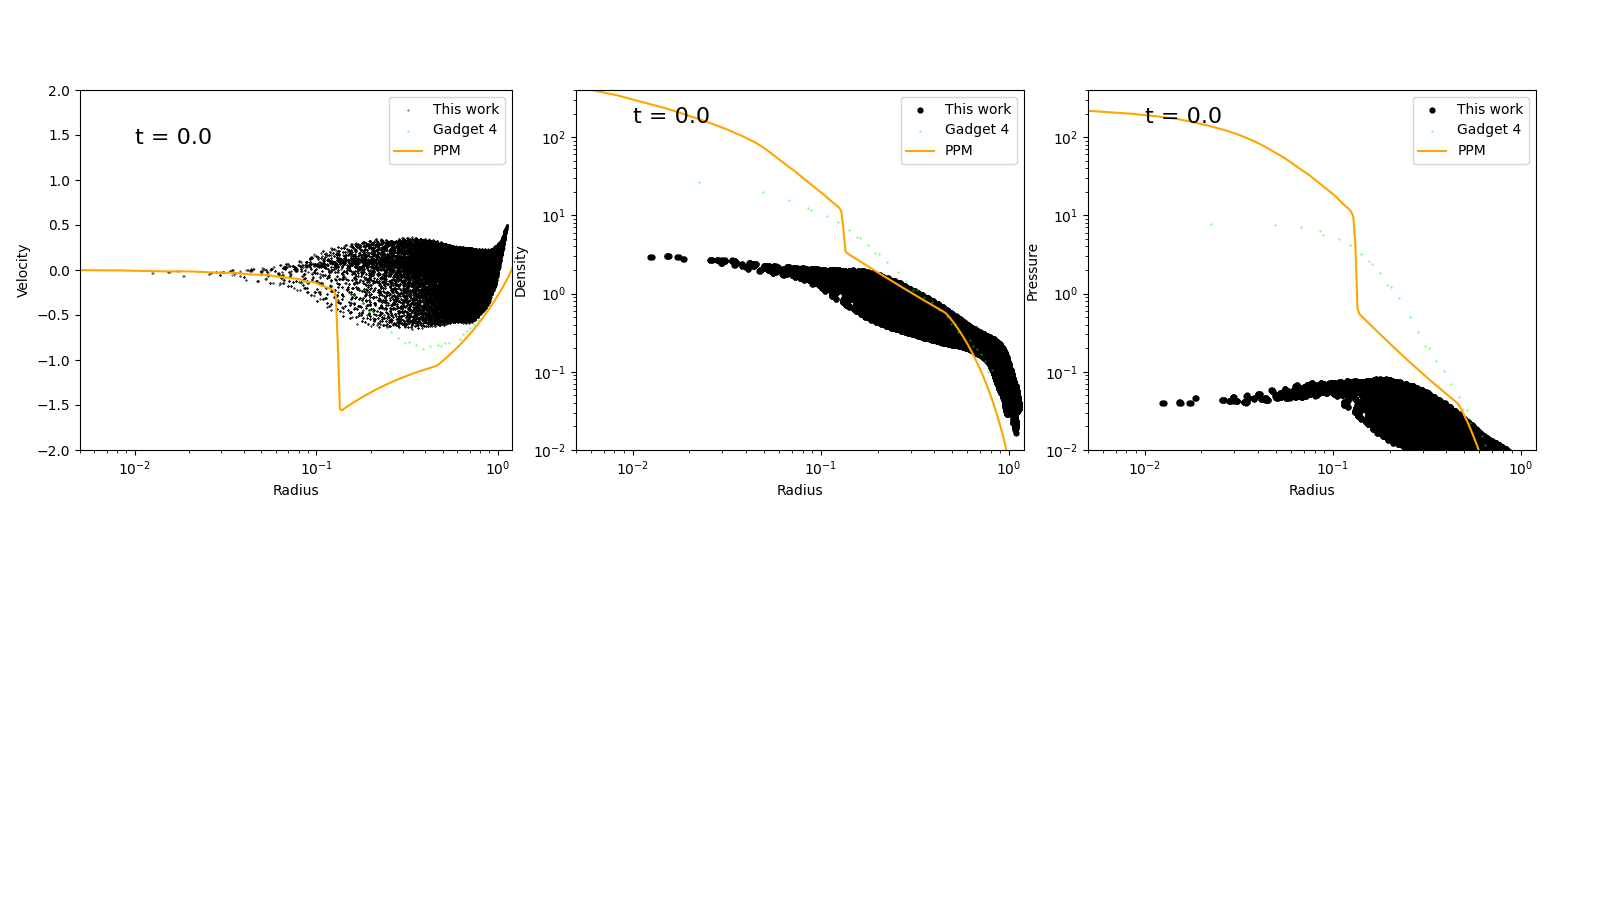 2.0
1.5
1.0
0.5
0.0
−0.5
−1.0
−1.5
−2.0
Velocity
t = 0.0
This work
Gadget 4
PPM
10⁻²
10⁻¹
10⁰
Radius
10²
10¹
10⁰
10⁻¹
10⁻²
Density
t = 0.0
This work
Gadget 4
PPM
10⁻²
10⁻¹
10⁰
Radius
10²
10¹
10⁰
10⁻¹
10⁻²
Pressure
t = 0.0
This work
Gadget 4
PPM
10⁻²
10⁻¹
10⁰
Radius